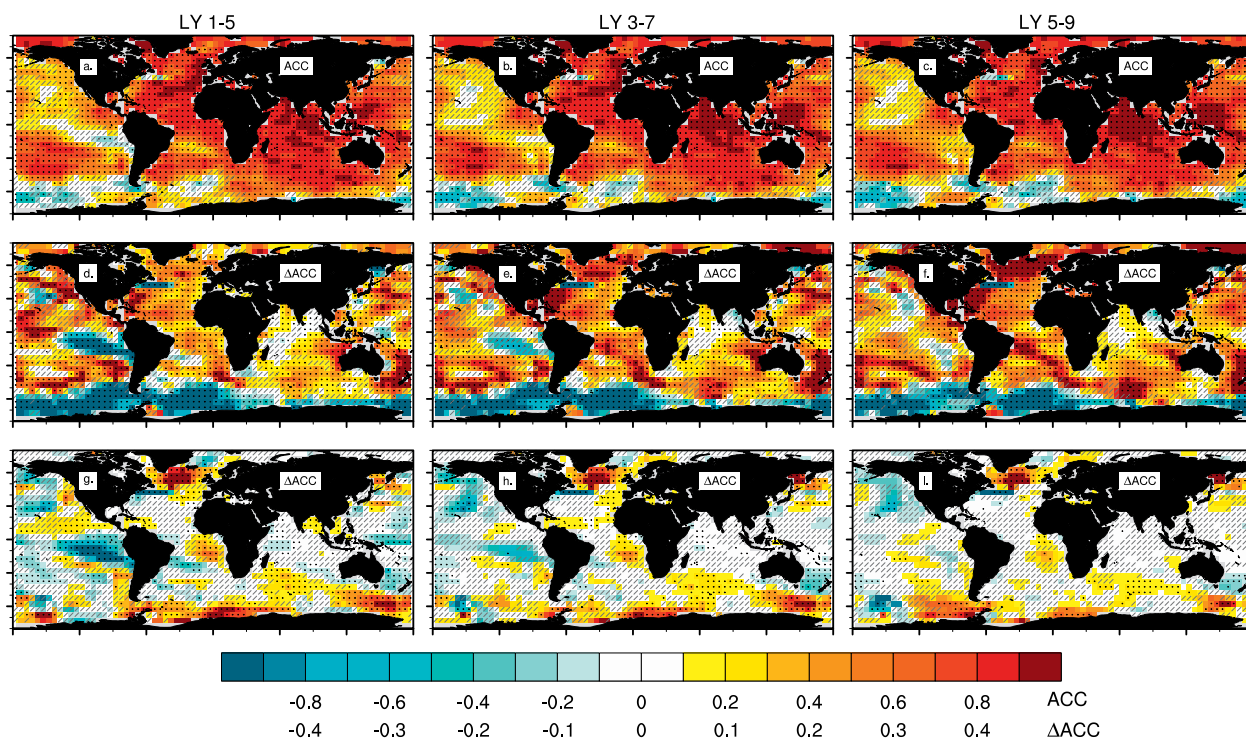 LY 1-5 LY 3-7 LY 5-9
a. ACC b. ACC c. ACC
d. ΔACC e. ΔACC f. ΔACC
g. ΔACC h. ΔACC i. ΔACC
-0.8 -0.6 -0.4 -0.2 0 0.2 0.4 0.6 0.8 ACC
-0.4 -0.3 -0.2 -0.1 0 0.1 0.2 0.3 0.4 ΔACC